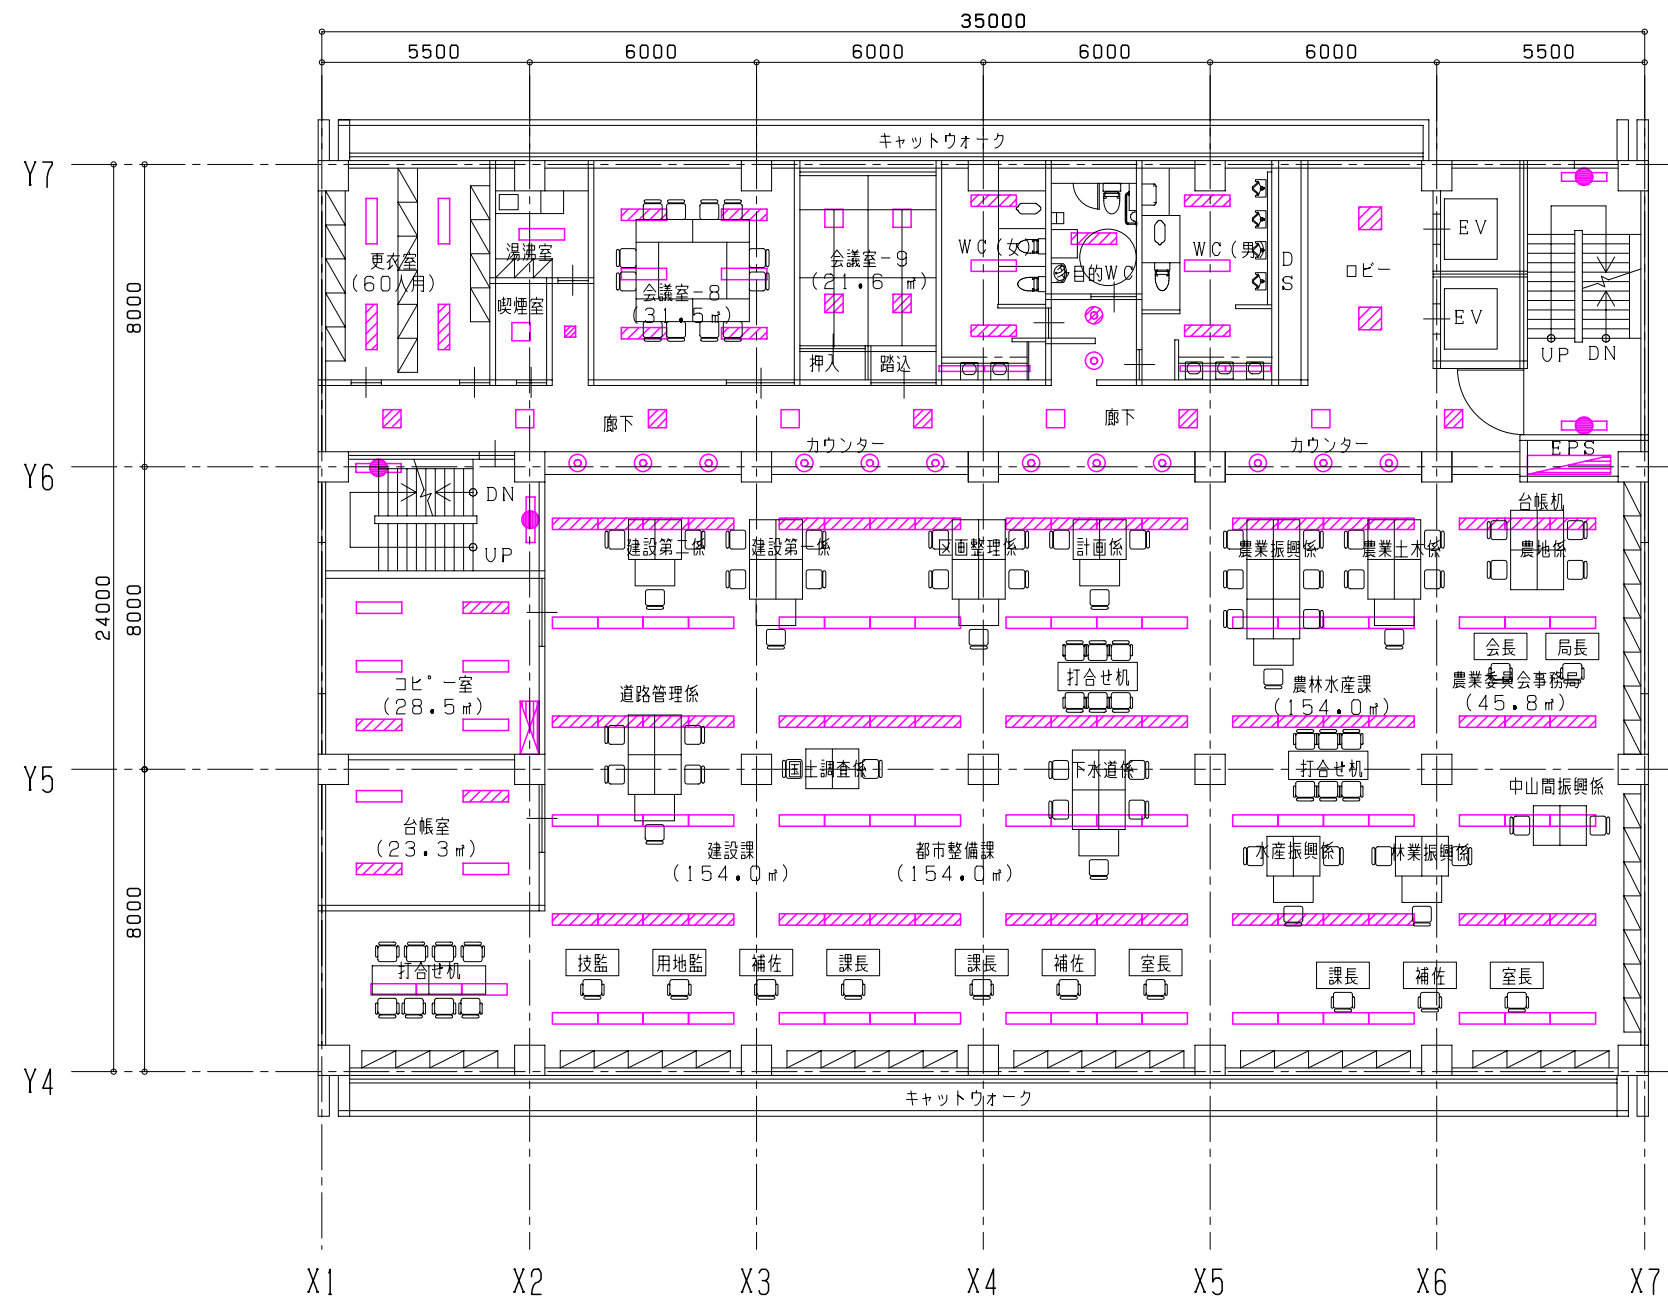 35000
5500 6000 6000 6000 6000 5500
キャットウォーク
Y7
更衣室
(60人用)
湯沸室
喫煙室
会議室-8
(31.5㎡)
会議室-9
(21.6 ㎡)
押入
踏込
WC(女)
多目的WC
WC(男)
DS
ロビー
EV
EV
UP DN
8000
廊下
廊下
カウンター
カウンター
EPS
Y6
DN
UP
建設第二係
建設第一係
区画整理係
計画係
農業振興係
農業土木係
台帳机
農地係
24000
8000
会長
局長
打合せ机
コピー室
(28.5㎡)
道路管理係
農林水産課
(154.0㎡)
農業委員会事務局
(45.8㎡)
Y5
国土調査係
下水道係
打合せ机
中山間振興係
台帳室
(23.3㎡)
建設課
(154.0㎡)
都市整備課
(154.0㎡)
水産振興係
林業振興係
8000
打合せ机
技監
用地監
補佐
課長
課長
補佐
室長
課長
補佐
室長
Y4
キャットウォーク
X1 X2 X3 X4 X5 X6 X7